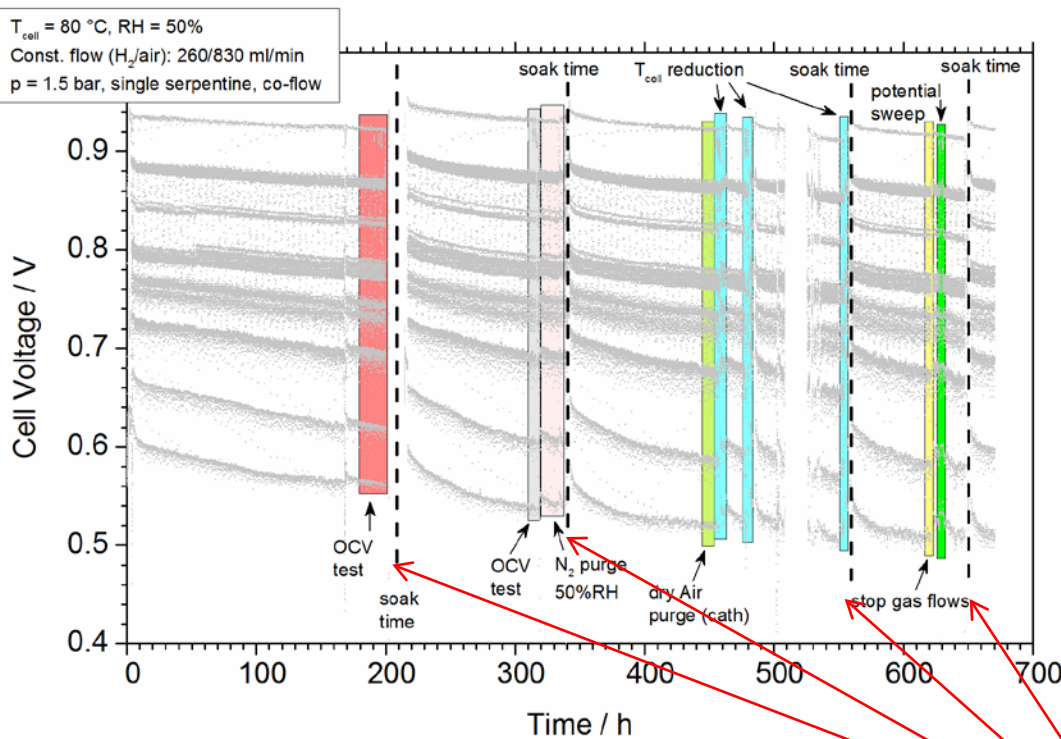 T_cell = 80 °C, RH = 50%
Const. flow (H₂/air): 260/830 ml/min
p = 1.5 bar, single serpentine, co-flow
soak time
T_cell reduction
soak time
soak time
potential
sweep
0.9
0.8
0.7
0.6
0.5
0.4
Cell Voltage / V
OCV
test
soak
time
OCV
test
N₂ purge
50%RH
dry Air
purge (cath)
stop gas flows
0
100
200
300
400
500
600
700
Time / h